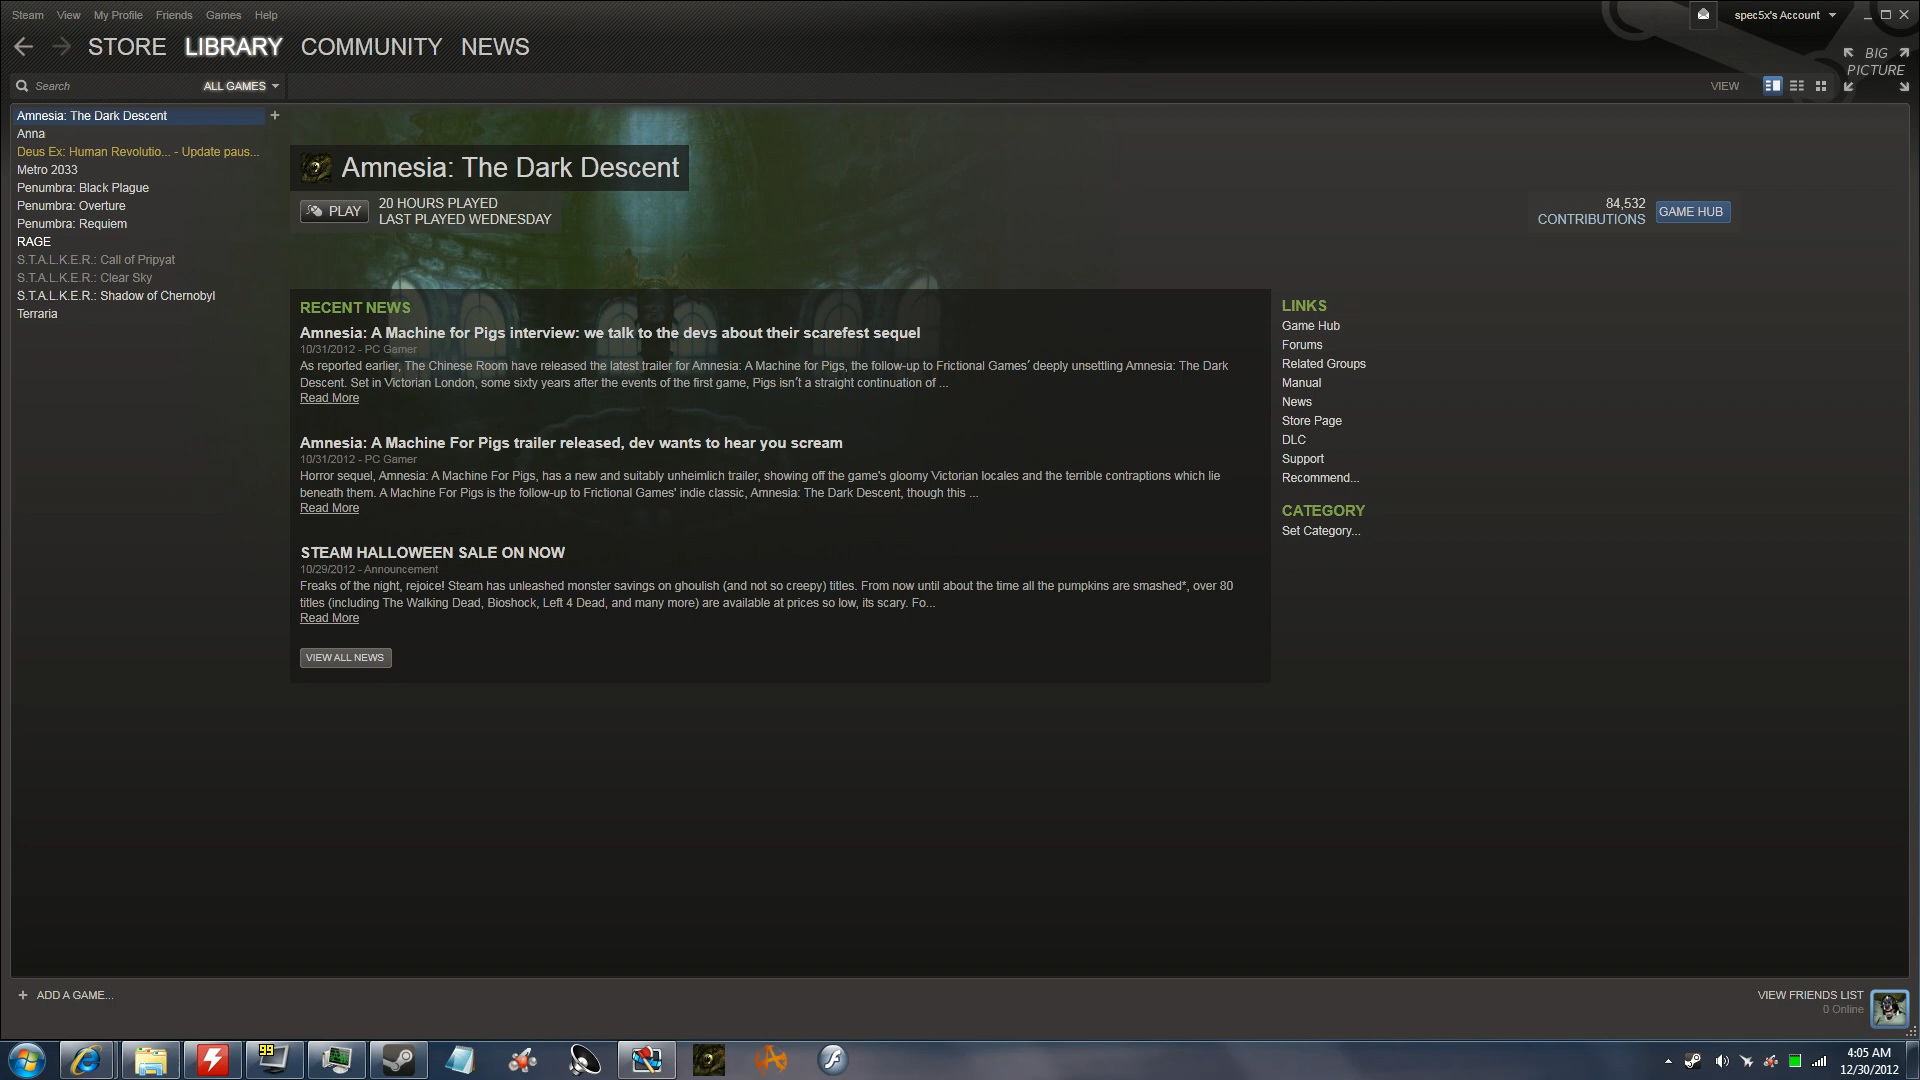 Steam View My Profile Friends Games Help
spec5x's Account
STORE LIBRARY COMMUNITY NEWS
BIG PICTURE
Search
ALL GAMES
VIEW
Amnesia: The Dark Descent
Anna
Deus Ex: Human Revolutio... - Update paus...
Metro 2033
Penumbra: Black Plague
Penumbra: Overture
Penumbra: Requiem
RAGE
S.T.A.L.K.E.R.: Call of Pripyat
S.T.A.L.K.E.R.: Clear Sky
S.T.A.L.K.E.R.: Shadow of Chernobyl
Terraria
Amnesia: The Dark Descent
PLAY
20 HOURS PLAYED
LAST PLAYED WEDNESDAY
84,532
CONTRIBUTIONS
GAME HUB
RECENT NEWS
Amnesia: A Machine for Pigs interview: we talk to the devs about their scarefest sequel
10/31/2012 - PC Gamer
As reported earlier, The Chinese Room have released the latest trailer for Amnesia: A Machine for Pigs, the follow-up to Frictional Games′ deeply unsettling Amnesia: The Dark
Descent. Set in Victorian London, some sixty years after the events of the first game, Pigs isn′t a straight continuation of ...
Read More
Amnesia: A Machine For Pigs trailer released, dev wants to hear you scream
10/31/2012 - PC Gamer
Horror sequel, Amnesia: A Machine For Pigs, has a new and suitably unheimlich trailer, showing off the game's gloomy Victorian locales and the terrible contraptions which lie
beneath them. A Machine For Pigs is the follow-up to Frictional Games' indie classic, Amnesia: The Dark Descent, though this ...
Read More
STEAM HALLOWEEN SALE ON NOW
10/29/2012 - Announcement
Freaks of the night, rejoice! Steam has unleashed monster savings on ghoulish (and not so creepy) titles. From now until about the time all the pumpkins are smashed*, over 80
titles (including The Walking Dead, Bioshock, Left 4 Dead, and many more) are available at prices so low, its scary. Fo...
Read More
VIEW ALL NEWS
LINKS
Game Hub
Forums
Related Groups
Manual
News
Store Page
DLC
Support
Recommend...
CATEGORY
Set Category...
ADD A GAME...
VIEW FRIENDS LIST
0 Online
99
4:05 AM
12/30/2012